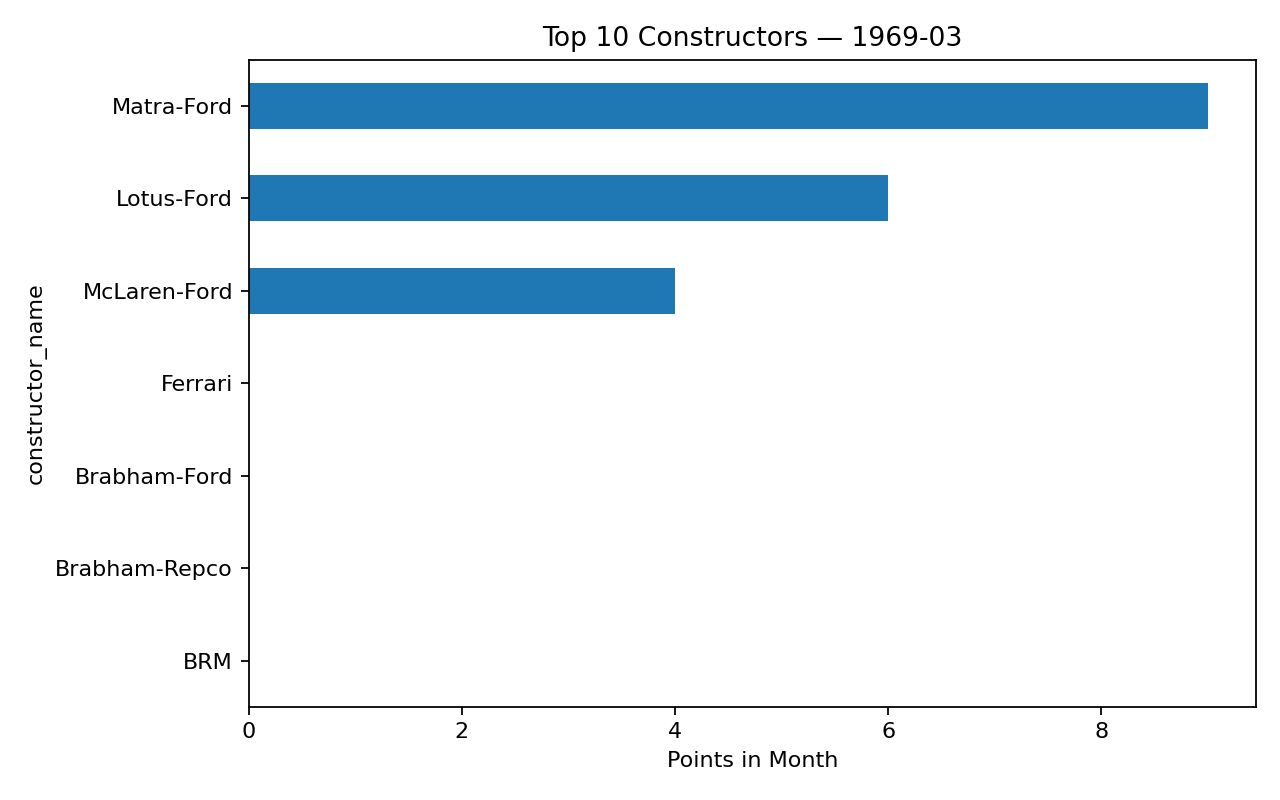 Top 10 Constructors — 1969-03
Matra-Ford
Lotus-Ford
McLaren-Ford
Ferrari
Brabham-Ford
Brabham-Repco
BRM
constructor_name
0 2 4 6 8
Points in Month